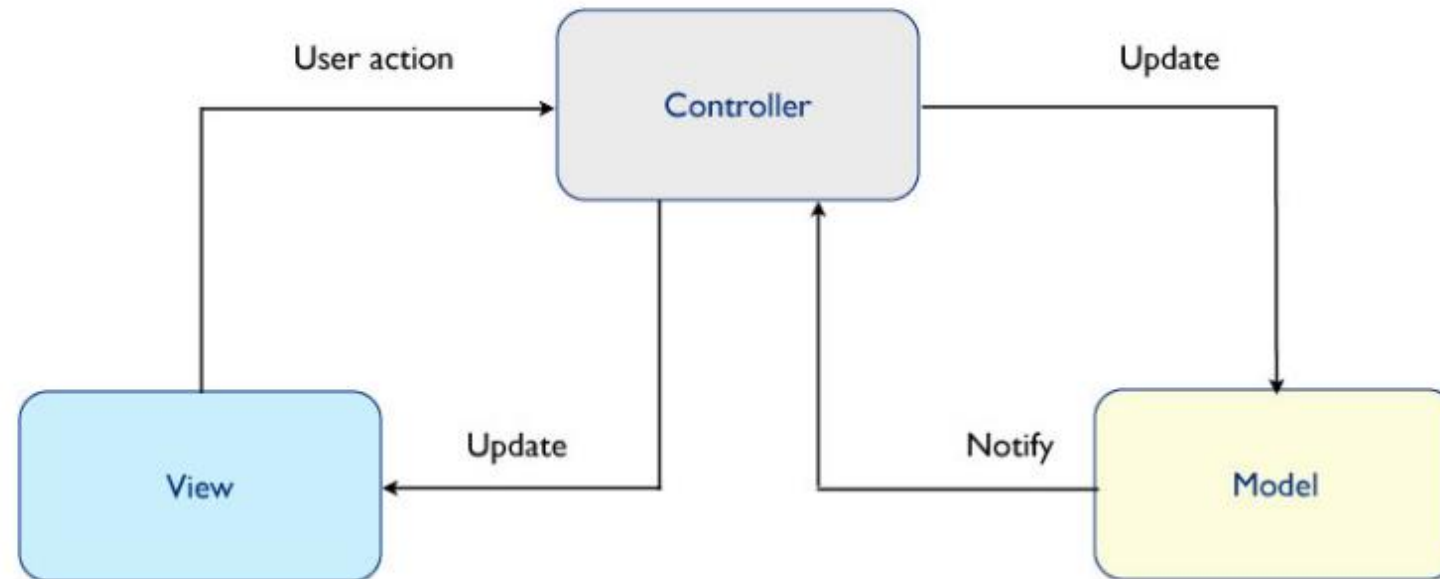 User action
Update
Controller
Update
Notify
View
Model